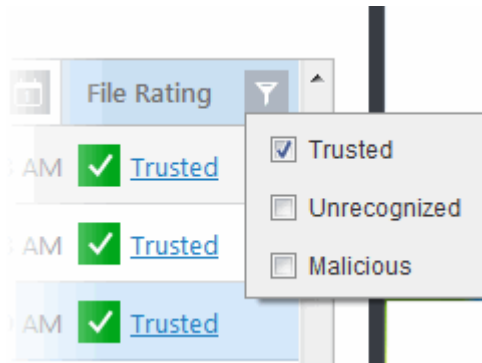 File Rating
Trusted
AM Trusted
Unrecognized
AM Trusted
Malicious
AM Trusted